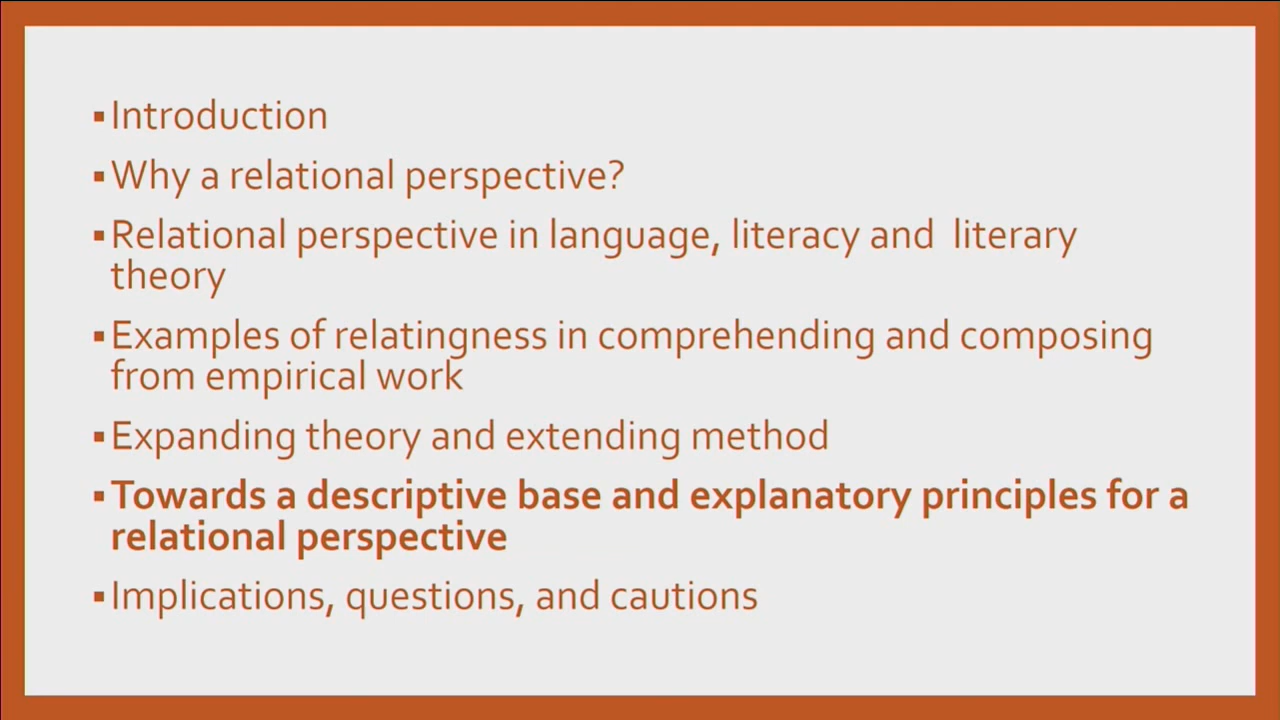 ▪Introduction
▪Why a relational perspective?
▪Relational perspective in language, literacy and  literary
theory
▪Examples of relatingness in comprehending and composing
from empirical work
▪Expanding theory and extending method
▪Towards a descriptive base and explanatory principles for a
relational perspective
▪Implications, questions, and cautions